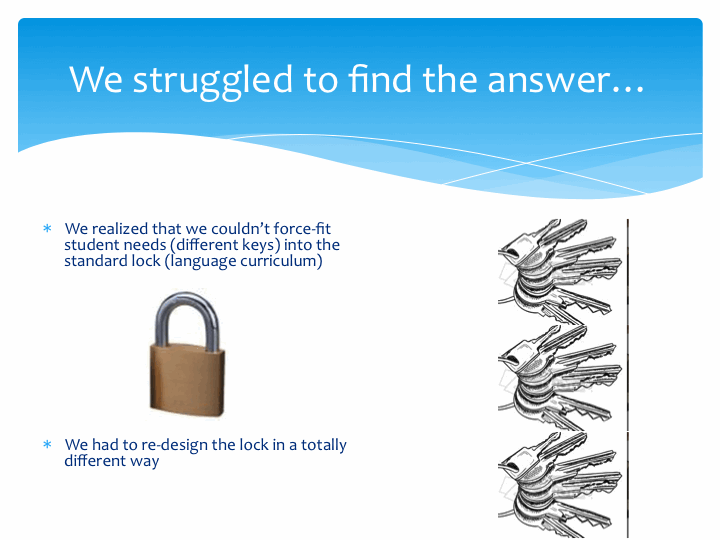 We struggled to find the answer…
* We realized that we couldn’t force-fit
student needs (different keys) into the
standard lock (language curriculum)
* We had to re-design the lock in a totally
different way